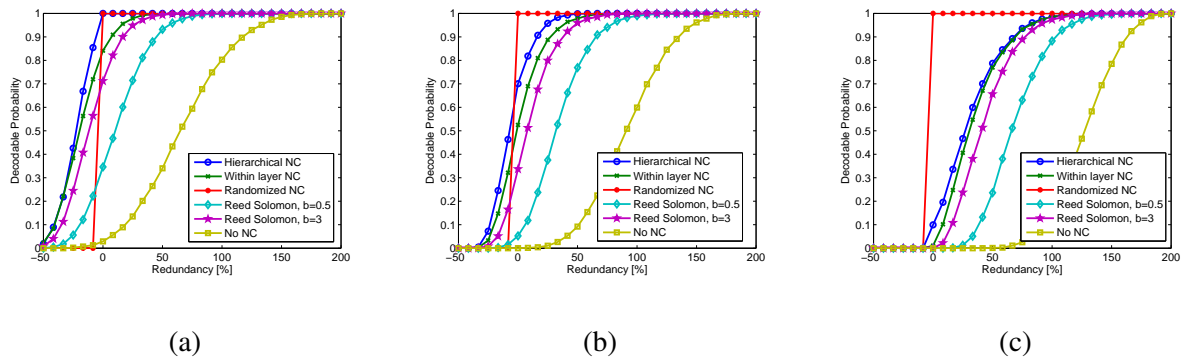 1
0.9
0.8
0.7
0.6
0.5
0.4
0.3
0.2
0.1
0
−50
0
50
100
150
200
Decodable Probability
Redundancy [%]
Hierarchical NC
Within layer NC
Randomized NC
Reed Solomon, b=0.5
Reed Solomon, b=3
No NC
(a)
1
0.9
0.8
0.7
0.6
0.5
0.4
0.3
0.2
0.1
0
−50
0
50
100
150
200
Decodable Probability
Redundancy [%]
Hierarchical NC
Within layer NC
Randomized NC
Reed Solomon, b=0.5
Reed Solomon, b=3
No NC
(b)
1
0.9
0.8
0.7
0.6
0.5
0.4
0.3
0.2
0.1
0
−50
0
50
100
150
200
Decodable Probability
Redundancy [%]
Hierarchical NC
Within layer NC
Randomized NC
Reed Solomon, b=0.5
Reed Solomon, b=3
No NC
(c)